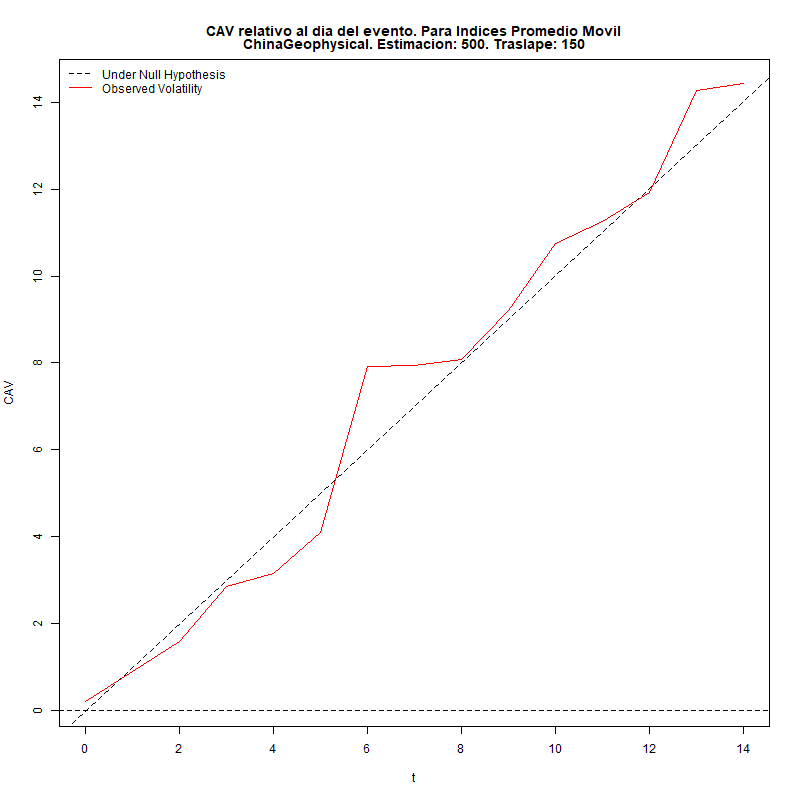 CAV relativo al dia del evento. Para Indices Promedio Movil
ChinaGeophysical. Estimacion: 500. Traslape: 150
Under Null Hypothesis
Observed Volatility
14
12
10
8
6
4
2
0
CAV
0 2 4 6 8 10 12 14
t